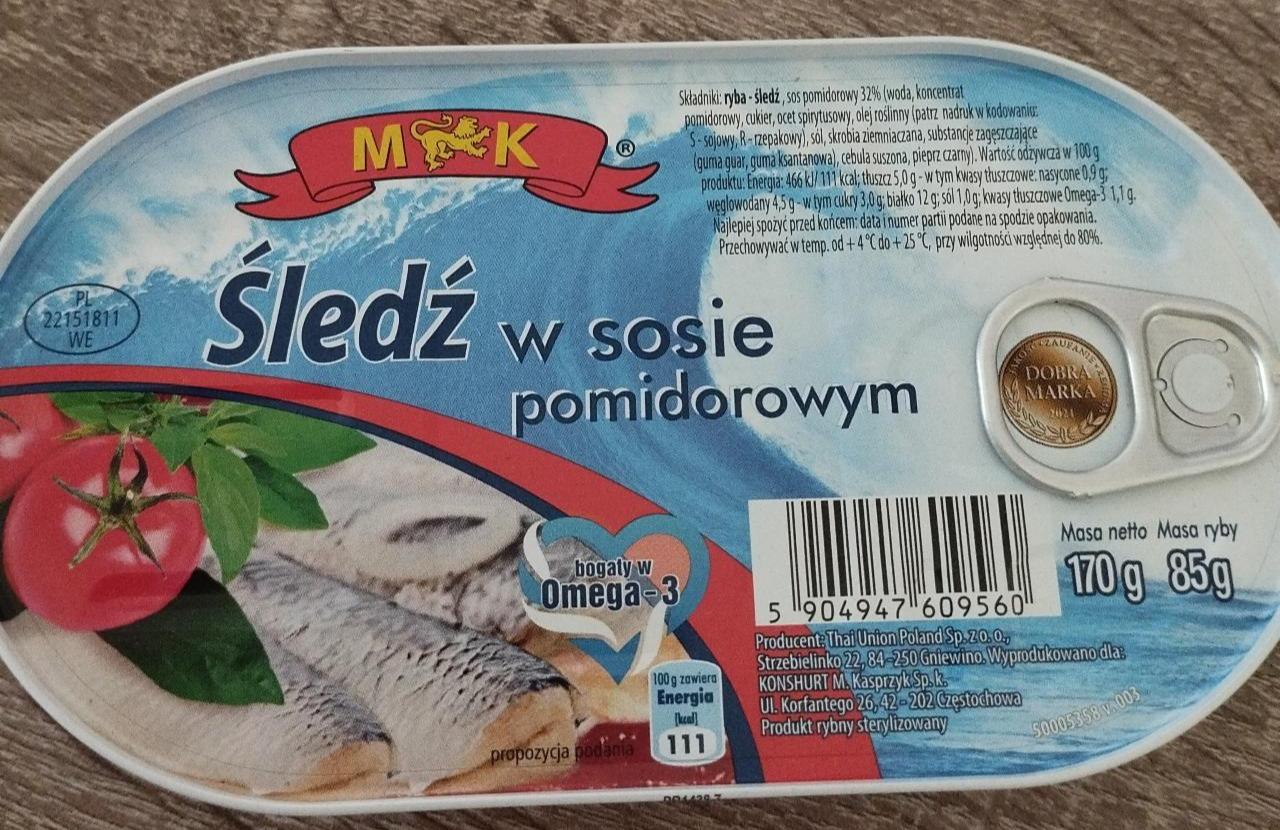 M K ®
Składniki: ryba - śledź, sos pomidorowy 32% (woda, koncentrat
pomidorowy, cukier, ocet spirytusowy, olej roślinny (patrz nadruk w kodowaniu:
S - sojowy, R - rzepakowy), sól, skrobia ziemniaczana, substancje zagęszczające
(guma guar, guma ksantanowa), cebula suszona, pieprz czarny). Wartość odżywcza w 100 g
produktu: Energia: 466 kJ/ 111 kcal; tłuszcz 5,0 g - w tym kwasy tłuszczowe: nasycone 0,9 g;
węglowodany 4,5 g - w tym cukry 3,0 g; białko 12 g; sól 1,0 g; kwasy tłuszczowe Omega-3 1,1 g.
Najlepiej spożyć przed końcem: data i numer partii podane na spodzie opakowania.
Przechowywać w temp. od + 4 °C do + 25 °C, przy wilgotności względnej do 80%.
PL
22151811
WE
Śledź w sosie
pomidorowym
ZAUFANIE
DOBRA
MARKA
2021
bogaty w
Omega-3
5 904947 609560
Masa netto Masa ryby
170 g 85 g
Producent: Thai Union Poland Sp. z o. o.,
Strzebielinko 22, 84-250 Gniewino. Wyprodukowano dla:
KONSHURT M. Kasprzyk Sp. k.
Ul. Korfantego 26, 42 - 202 Częstochowa
Produkt rybny sterylizowany
50005358 v.003
100 g zawiera
Energia
[kcal]
111
propozycja podania